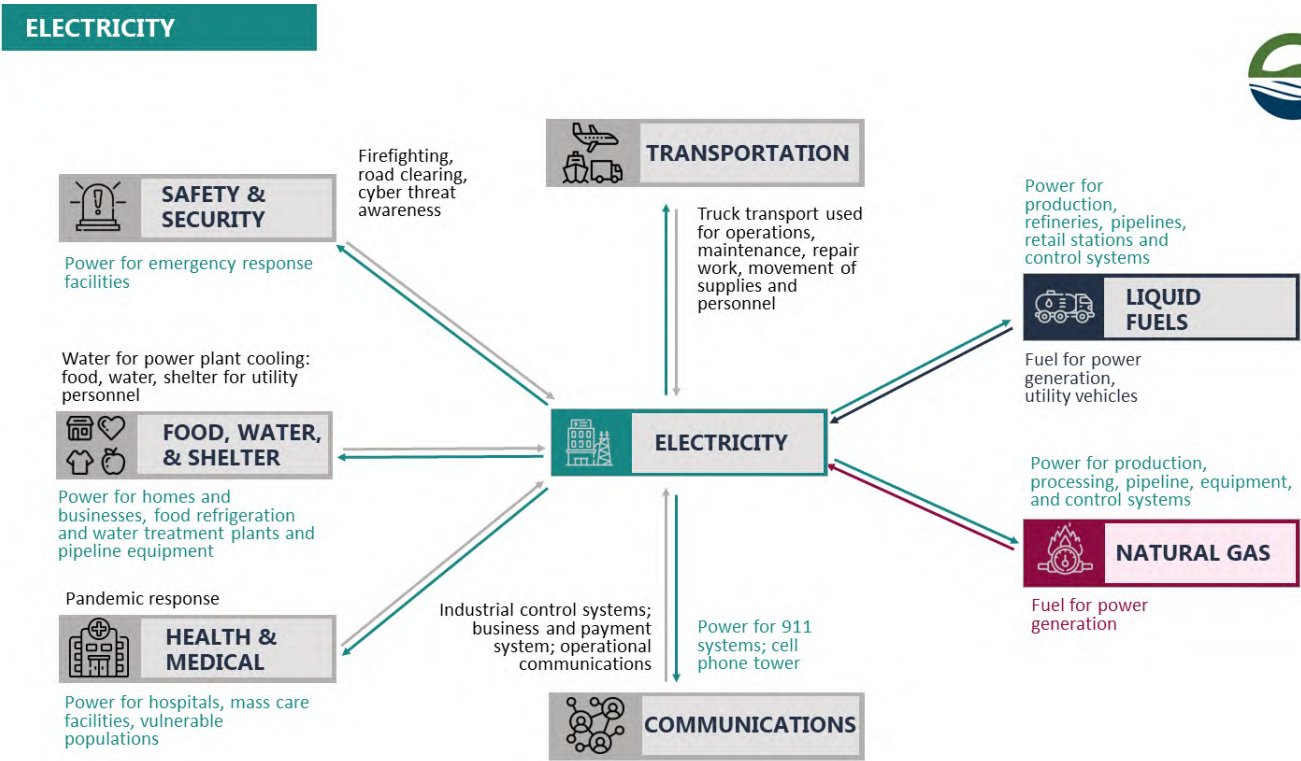 ELECTRICITY
Firefighting,
road clearing,
cyber threat
awareness
TRANSPORTATION
SAFETY &
SECURITY
Power for emergency response
facilities
Truck transport used
for operations,
maintenance, repair
work, movement of
supplies and
personnel
Power for
production,
refineries, pipelines,
retail stations and
control systems
LIQUID
FUELS
Fuel for power
generation,
utility vehicles
Water for power plant cooling:
food, water, shelter for utility
personnel
FOOD, WATER,
& SHELTER
Power for homes and
businesses, food refrigeration
and water treatment plants and
pipeline equipment
ELECTRICITY
Power for production,
processing, pipeline, equipment,
and control systems
NATURAL GAS
Fuel for power
generation
Pandemic response
HEALTH &
MEDICAL
Power for hospitals, mass care
facilities, vulnerable
populations
Industrial control systems;
business and payment
system; operational
communications
Power for 911
systems; cell
phone tower
COMMUNICATIONS